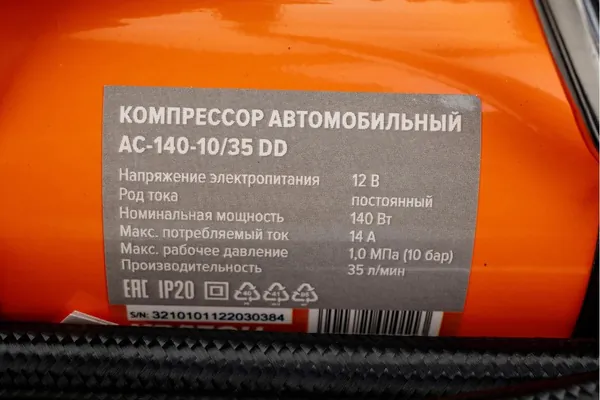 КОМПРЕССОР АВТОМОБИЛЬНЫЙ
АС-140-10/35 DD
Напряжение электропитания 12 В
Род тока постоянный
Номинальная мощность 140 Вт
Макс. потребляемый ток 14 А
Макс. рабочее давление 1,0 МПа (10 бар)
Производительность 35 л/мин
ЕАС IP20
S/N: 3210101122030384